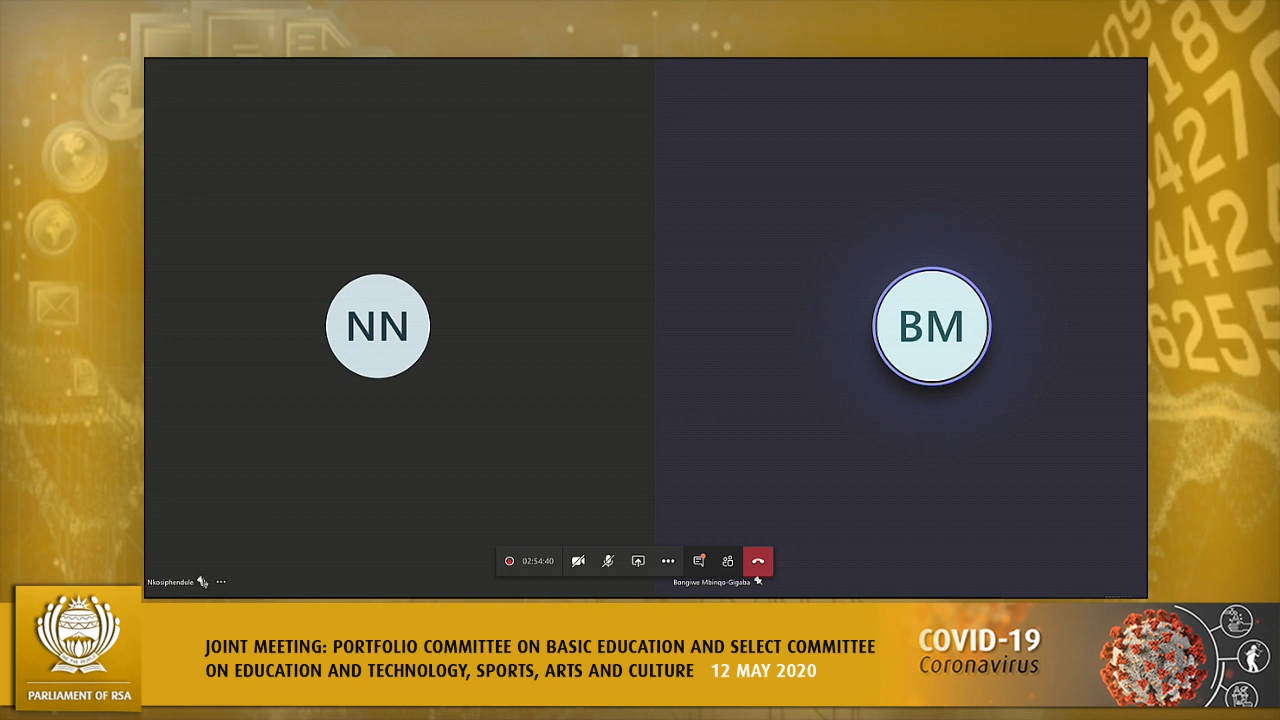 NN
BM
02:54:40
Nkosiphendule
Bongiwe Mbinqo-Gigaba
JOINT MEETING: PORTFOLIO COMMITTEE ON BASIC EDUCATION AND SELECT COMMITTEE
ON EDUCATION AND TECHNOLOGY, SPORTS, ARTS AND CULTURE 12 MAY 2020
COVID-19
Coronavirus
PARLIAMENT OF RSA